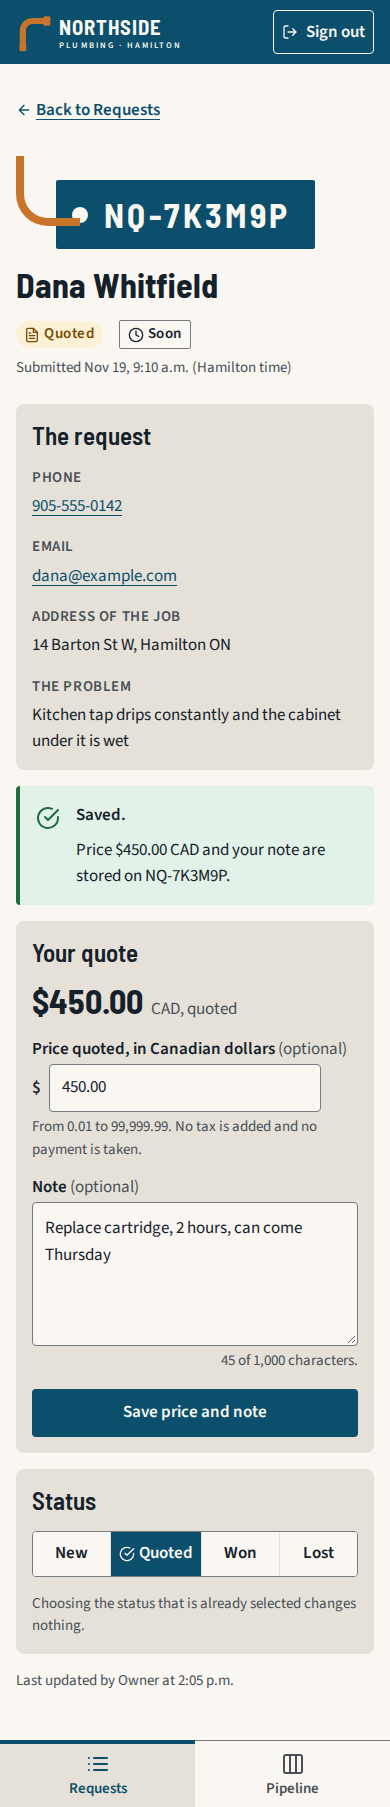 NORTHSIDE
PLUMBING · HAMILTON
Sign out
Back to Requests
NQ-7K3M9P
Dana Whitfield
Quoted
Soon
Submitted Nov 19, 9:10 a.m. (Hamilton time)
The request
PHONE
905-555-0142
EMAIL
dana@example.com
ADDRESS OF THE JOB
14 Barton St W, Hamilton ON
THE PROBLEM
Kitchen tap drips constantly and the cabinet
under it is wet
Saved.
Price $450.00 CAD and your note are
stored on NQ-7K3M9P.
Your quote
$450.00 CAD, quoted
Price quoted, in Canadian dollars (optional)
$ 450.00
From 0.01 to 99,999.99. No tax is added and no
payment is taken.
Note (optional)
Replace cartridge, 2 hours, can come
Thursday
45 of 1,000 characters.
Save price and note
Status
New Quoted Won Lost
Choosing the status that is already selected changes
nothing.
Last updated by Owner at 2:05 p.m.
Requests Pipeline